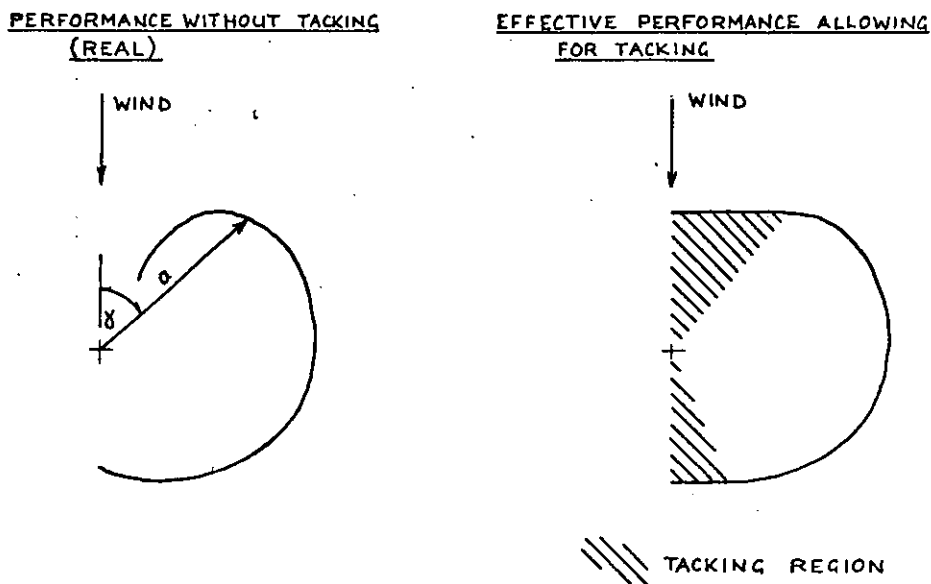 PERFORMANCE WITHOUT TACKING
(REAL)
WIND
a
γ
EFFECTIVE PERFORMANCE ALLOWING
FOR TACKING
WIND
TACKING REGION